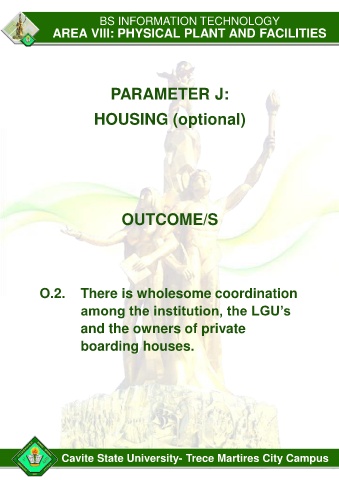 BS INFORMATION TECHNOLOGY
AREA VIII: PHYSICAL PLANT AND FACILITIES
PARAMETER J:
HOUSING (optional)
OUTCOME/S
O.2. There is wholesome coordination
among the institution, the LGU's
and the owners of private
boarding houses.
Cavite State University- Trece Martires City Campus